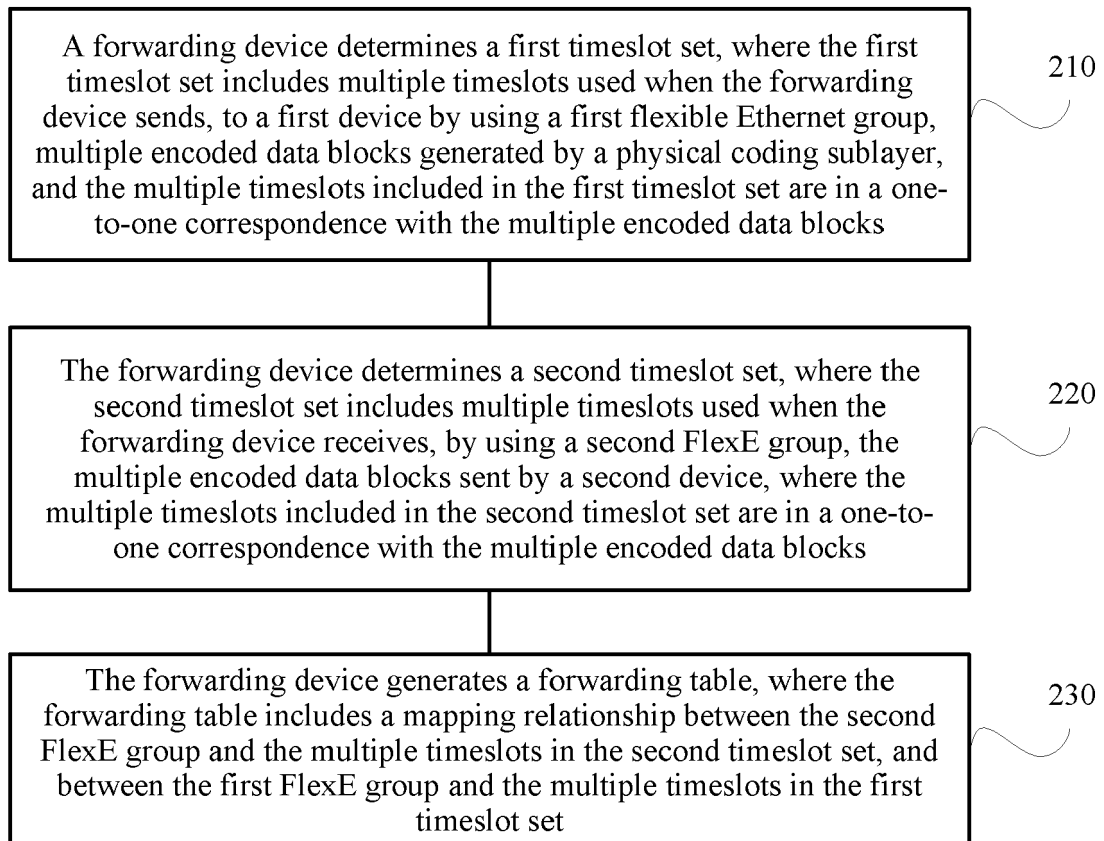 A forwarding device determines a first timeslot set, where the first
timeslot set includes multiple timeslots used when the forwarding
device sends, to a first device by using a first flexible Ethernet group,
multiple encoded data blocks generated by a physical coding sublayer,
and the multiple timeslots included in the first timeslot set are in a one-
to-one correspondence with the multiple encoded data blocks
210
The forwarding device determines a second timeslot set, where the
second timeslot set includes multiple timeslots used when the
forwarding device receives, by using a second FlexE group, the
multiple encoded data blocks sent by a second device, where the
multiple timeslots included in the second timeslot set are in a one-to-
one correspondence with the multiple encoded data blocks
220
The forwarding device generates a forwarding table, where the
forwarding table includes a mapping relationship between the second
FlexE group and the multiple timeslots in the second timeslot set, and
between the first FlexE group and the multiple timeslots in the first
timeslot set
230